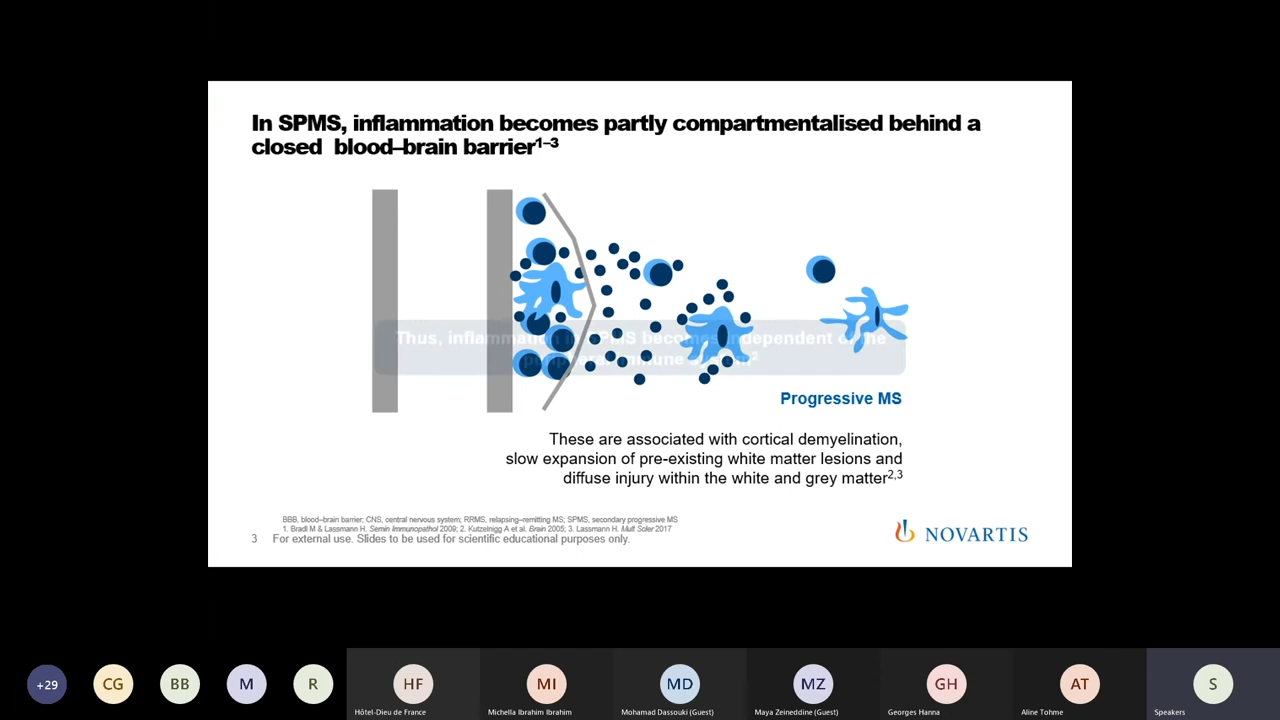 In SPMS, inflammation becomes partly compartmentalised behind a
closed blood–brain barrier1–3
Thus, inflammation in SPMS becomes independent of the
peripheral immune system2
Progressive MS
These are associated with cortical demyelination,
slow expansion of pre-existing white matter lesions and
diffuse injury within the white and grey matter2,3
BBB, blood–brain barrier; CNS, central nervous system; RRMS, relapsing–remitting MS; SPMS, secondary progressive MS
1. Bradl M & Lassmann H. Semin Immunopathol 2009; 2. Kutzelnigg A et al. Brain 2005; 3. Lassmann H. Mult Scler 2017
3 For external use. Slides to be used for scientific educational purposes only.
NOVARTIS
+29 CG BB M R HF MI MD MZ GH AT S
Hôtel-Dieu de France Michella Ibrahim Ibrahim Mohamad Dassouki (Guest) Maya Zeineddine (Guest) Georges Hanna Aline Tohme Speakers